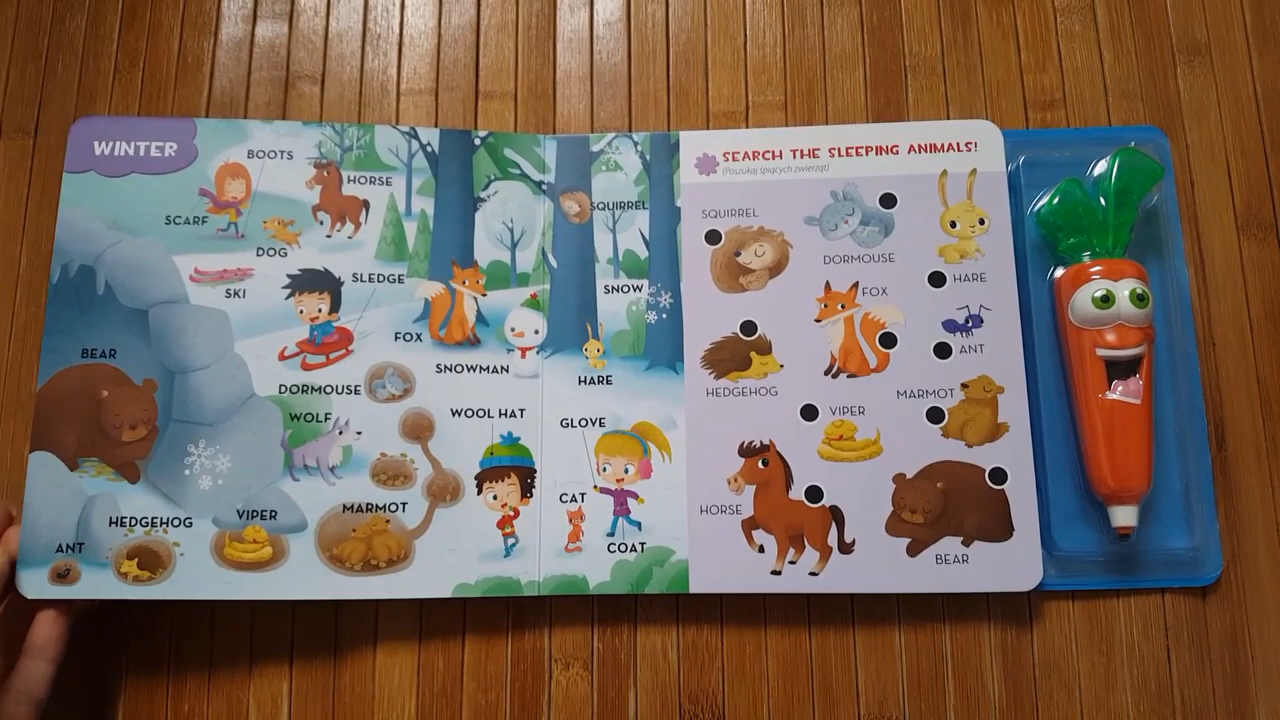 WINTER
BOOTS
HORSE
SCARF
SQUIRREL
DOG
SKI
SLEDGE
SNOW
FOX
BEAR
SNOWMAN
HARE
DORMOUSE
WOLF
WOOL HAT
GLOVE
CAT
HEDGEHOG
VIPER
MARMOT
ANT
COAT
SEARCH THE SLEEPING ANIMALS!
(Poszukaj śpiących zwierząt)
SQUIRREL
DORMOUSE
HARE
FOX
ANT
HEDGEHOG
MARMOT
VIPER
HORSE
BEAR